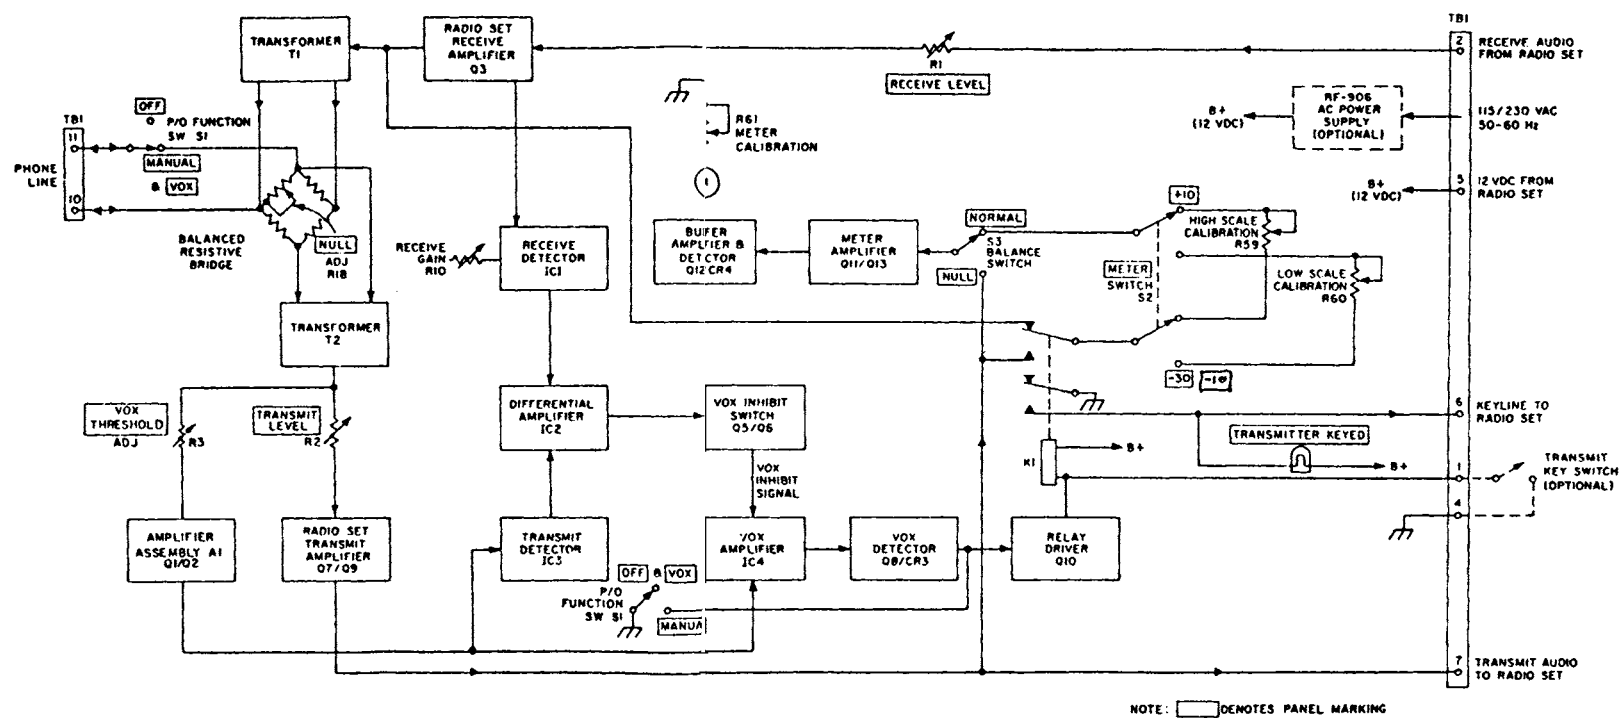 TRANSFORMER
T1
RADIO SET
RECEIVE
AMPLIFIER
Q3
R1
RECEIVE LEVEL
TB1
2
RECEIVE AUDIO
FROM RADIO SET
B+
(12 VDC)
RF-906
AC POWER
SUPPLY
(OPTIONAL)
115/230 VAC
50-60 Hz
R61
METER
CALIBRATION
1
OFF
P/O FUNCTION
SW S1
MANUAL
& VOX
TB1
11
PHONE
LINE
10
B+
(12 VDC)
5
12 VDC FROM
RADIO SET
BALANCED
RESISTIVE
BRIDGE
NULL
ADJ
R18
RECEIVE
GAIN
R10
RECEIVE
DETECTOR
IC1
BUIFER
AMPLFIER &
DETCTOR
Q12/CR4
METER
AMPLIFIER
Q11/Q13
NORMAL
S3
BALANCE
SWITCH
NULL
+10
HIGH SCALE
CALIBRATION
R59
METER
SWITCH
S2
LOW SCALE
CALIBRATION
R60
-30
-10
TRANSFORMER
T2
VOX
THRESHOLD
ADJ
R3
TRANSMIT
LEVEL
R2
DIFFERENTIAL
AMPLIFIER
IC2
VOX INHIBIT
SWITCH
Q5/Q6
VOX
INHIBIT
SIGNAL
K1
B+
6
KEYLINE TO
RADIO SET
TRANSMITTER KEYED
B+
1
TRANSMIT
KEY SWITCH
(OPTIONAL)
4
AMPLIFIER
ASSEMBLY A1
Q1/Q2
RADIO SET
TRANSMIT
AMPLIFIER
Q7/Q9
TRANSMIT
DETECTOR
IC3
VOX
AMPLIFIER
IC4
VOX
DETECTOR
Q8/CR3
RELAY
DRIVER
Q10
OFF & VOX
P/O
FUNCTION
SW S1
MANUA
7
TRANSMIT AUDIO
TO RADIO SET
NOTE: DENOTES PANEL MARKING